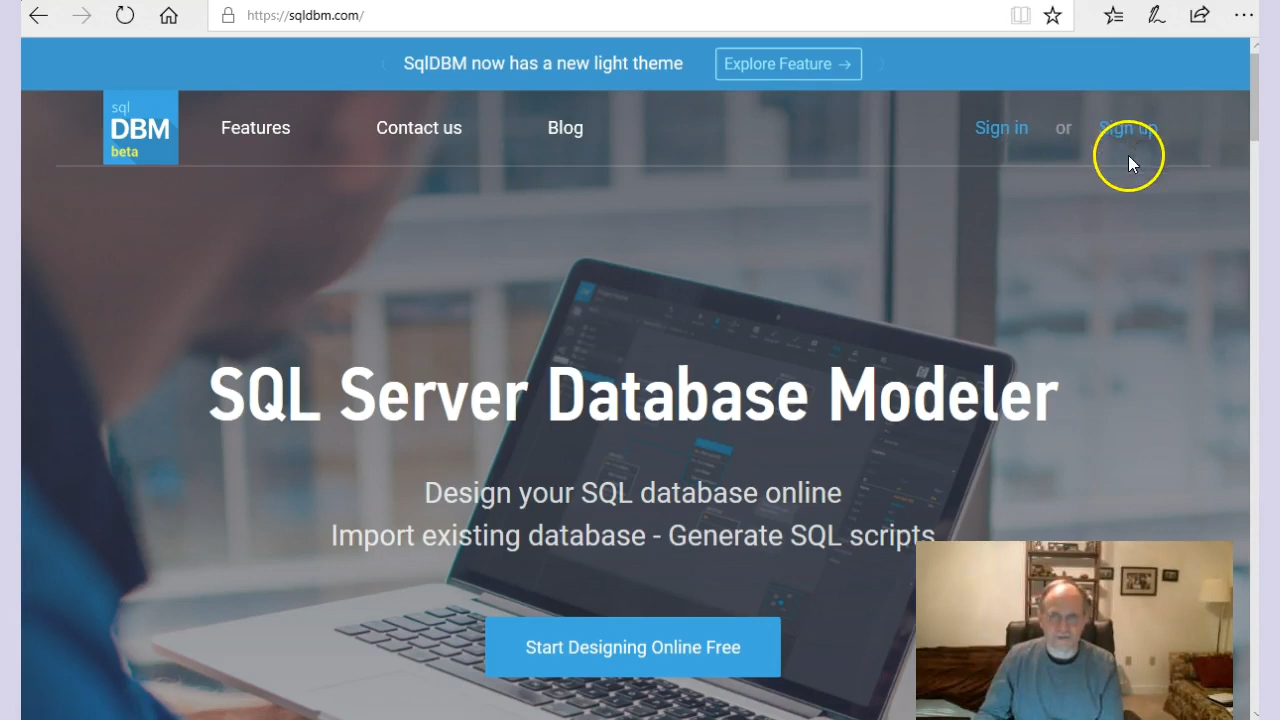 https://sqldbm.com/
SqlDBM now has a new light theme
Explore Feature →
sql
DBM
beta
Features
Contact us
Blog
Sign in or Sign up
SQL Server Database Modeler
Design your SQL database online
Import existing database - Generate SQL scripts
Start Designing Online Free